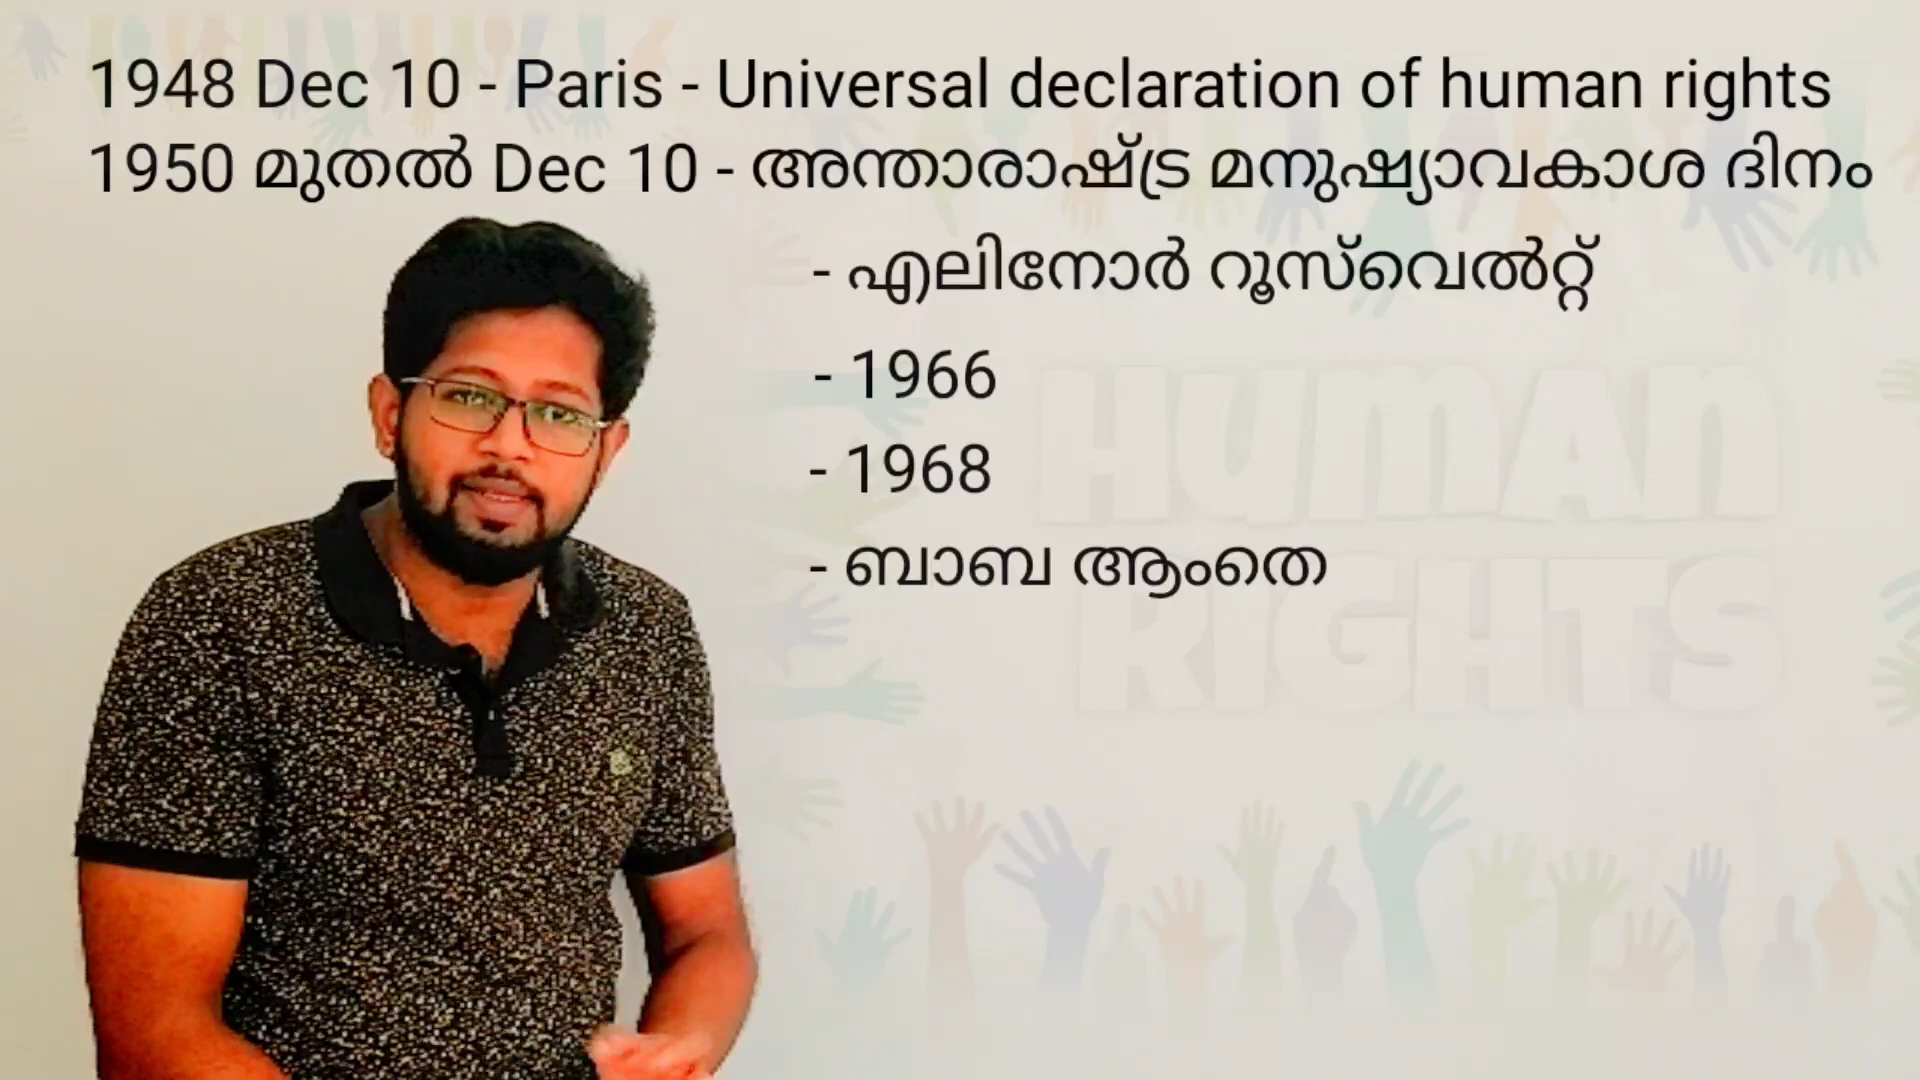 1948 Dec 10 - Paris - Universal declaration of human rights
1950 മുതൽ Dec 10 - അന്താരാഷ്ട്ര മനുഷ്യാവകാശ ദിനം
- എലിനോർ റൂസ്‌വെൽറ്റ്
- 1966
- 1968
- ബാബ ആംതെ
HUMAN
RIGHTS